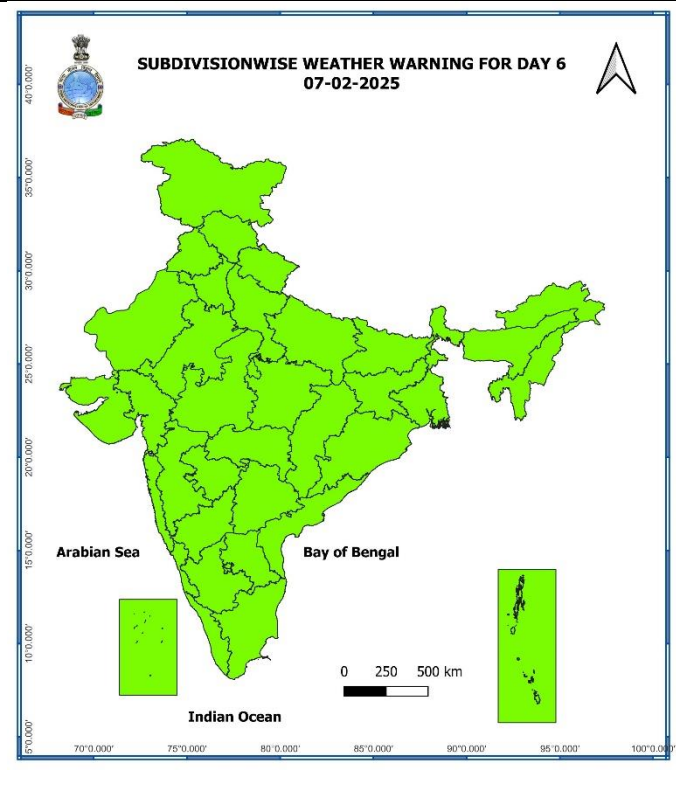 SUBDIVISIONWISE WEATHER WARNING FOR DAY 6
07-02-2025
40°0.000'
35°0.000'
30°0.000'
25°0.000'
20°0.000'
15°0.000'
10°0.000'
5°0.000'
Arabian Sea
Bay of Bengal
0 250 500 km
Indian Ocean
70°0.000' 75°0.000' 80°0.000' 85°0.000' 90°0.000' 95°0.000' 100°0.000'